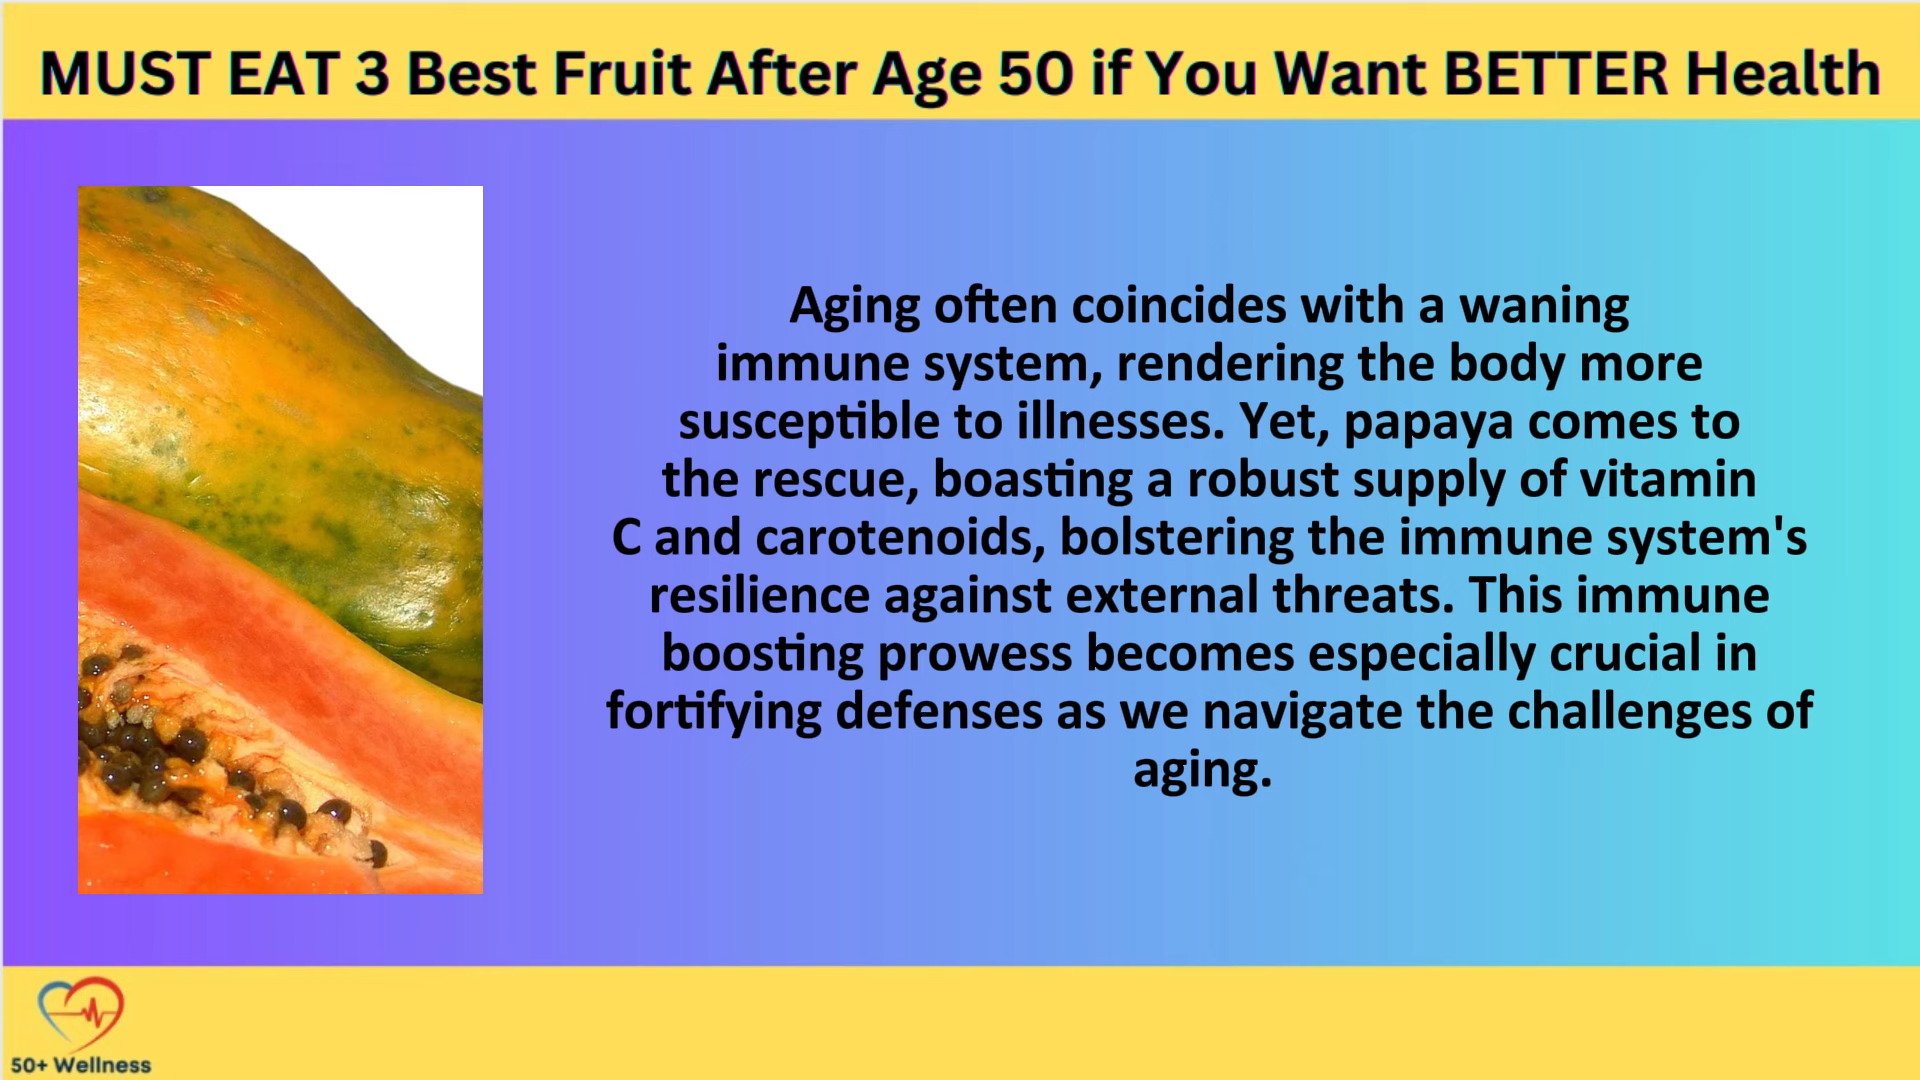 MUST EAT 3 Best Fruit After Age 50 if You Want BETTER Health
Aging often coincides with a waning
immune system, rendering the body more
susceptible to illnesses. Yet, papaya comes to
the rescue, boasting a robust supply of vitamin
C and carotenoids, bolstering the immune system's
resilience against external threats. This immune
boosting prowess becomes especially crucial in
fortifying defenses as we navigate the challenges of
aging.
50+ Wellness